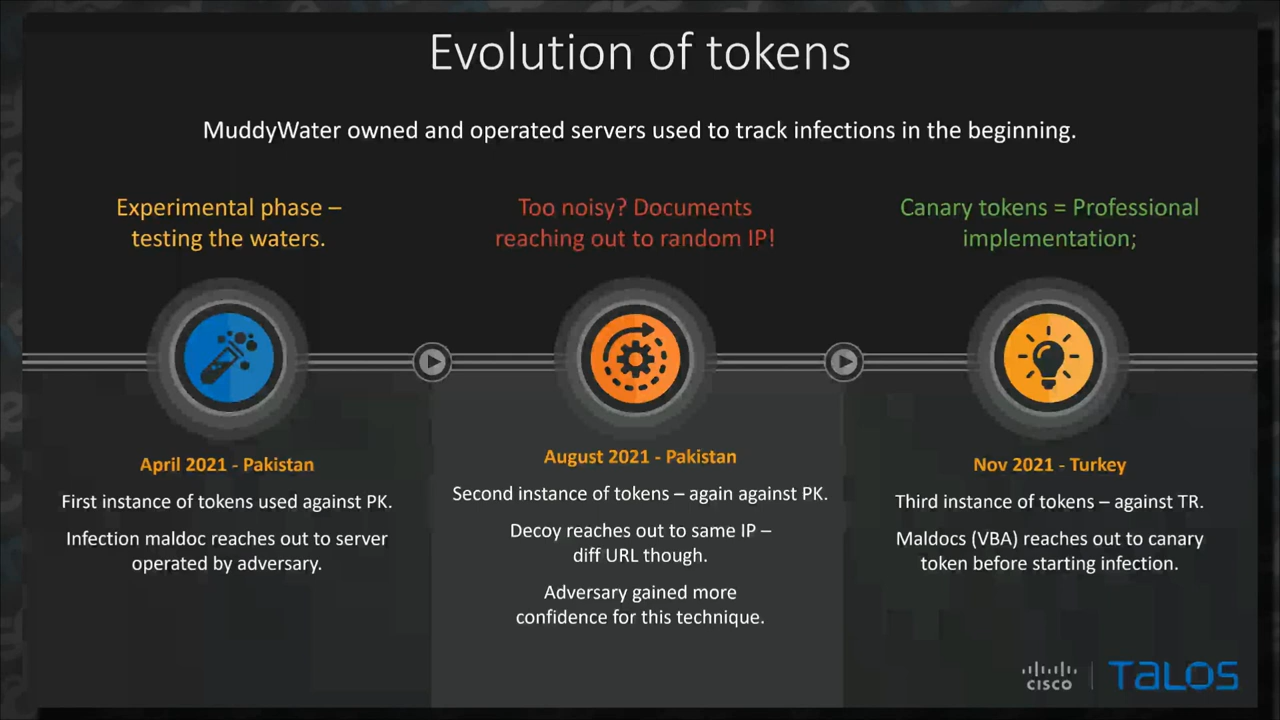 Evolution of tokens
MuddyWater owned and operated servers used to track infections in the beginning.
Experimental phase –
testing the waters.
Too noisy? Documents
reaching out to random IP!
Canary tokens = Professional
implementation;
April 2021 - Pakistan
First instance of tokens used against PK.
Infection maldoc reaches out to server
operated by adversary.
August 2021 - Pakistan
Second instance of tokens – again against PK.
Decoy reaches out to same IP –
diff URL though.
Adversary gained more
confidence for this technique.
Nov 2021 - Turkey
Third instance of tokens – against TR.
Maldocs (VBA) reaches out to canary
token before starting infection.
CISCO
TALOS